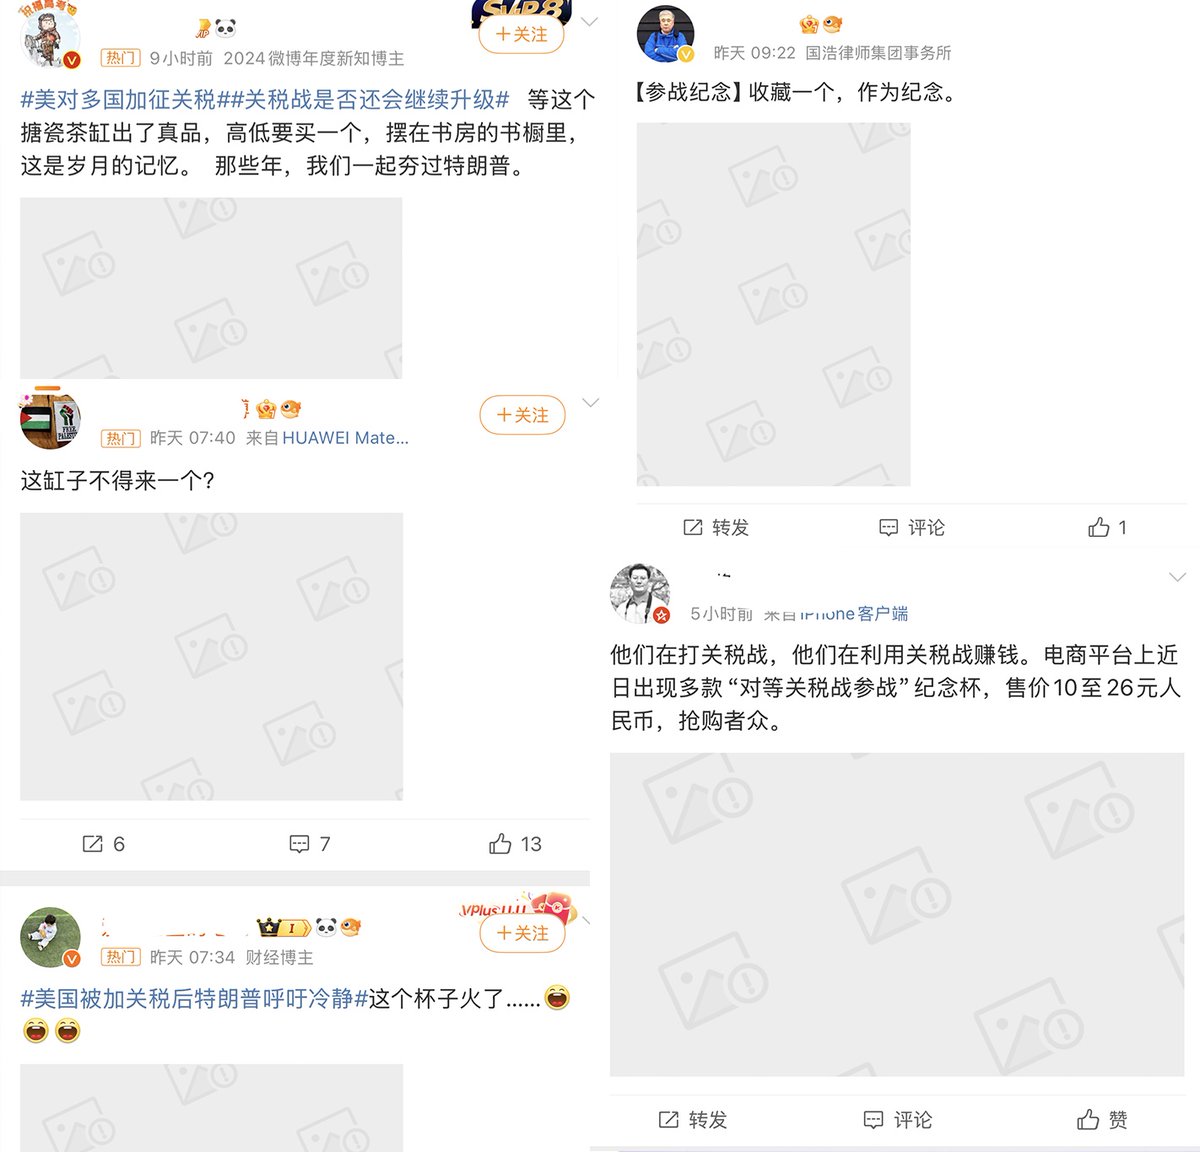 祝福高考
SVP8
+关注
热门 9小时前 2024微博年度新知博主
#美对多国加征关税##关税战是否还会继续升级# 等这个
搪瓷茶缸出了真品，高低要买一个，摆在书房的书橱里，
这是岁月的记忆。 那些年，我们一起夯过特朗普。
+关注
FREE
热门 昨天 07:40 来自 HUAWEI Mate...
这缸子不得来一个?
6 7 13
VPlus
I
+关注
热门 昨天 07:34 财经博主
#美国被加关税后特朗普呼吁冷静#这个杯子火了......
昨天 09:22 国浩律师集团事务所
【参战纪念】收藏一个，作为纪念。
转发 评论 1
5小时前 来自 iPhone客户端
他们在打关税战，他们在利用关税战赚钱。电商平台上近
日出现多款“对等关税战参战”纪念杯，售价10至26元人
民币，抢购者众。
转发 评论 赞